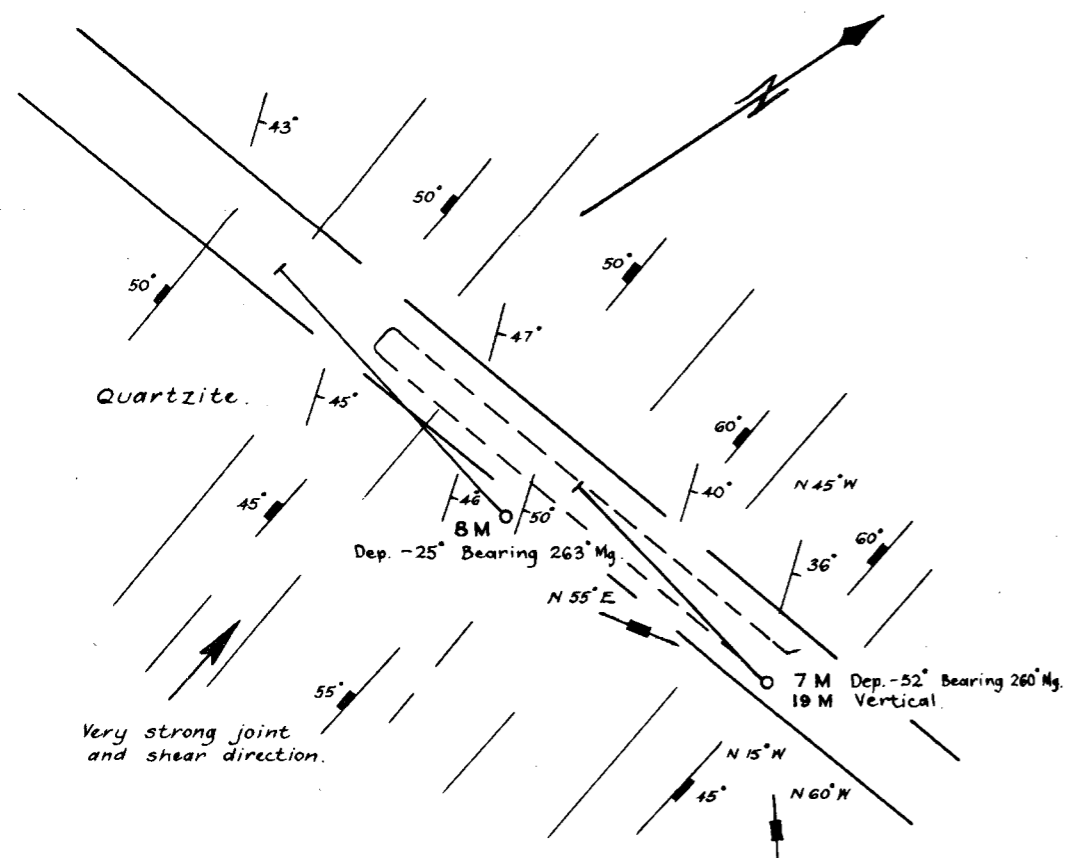 N
43°
50°
50°
50°
47°
Quartzite.
45°
60°
40°
N 45° W
45°
46
50°
8 M
60°
36°
Dep. -25° Bearing 263° Mg.
N 55° E
55°
7 M Dep. -52° Bearing 260° Mg.
19 M Vertical.
Very strong joint
and shear direction.
N 15° W
45°
N 60° W